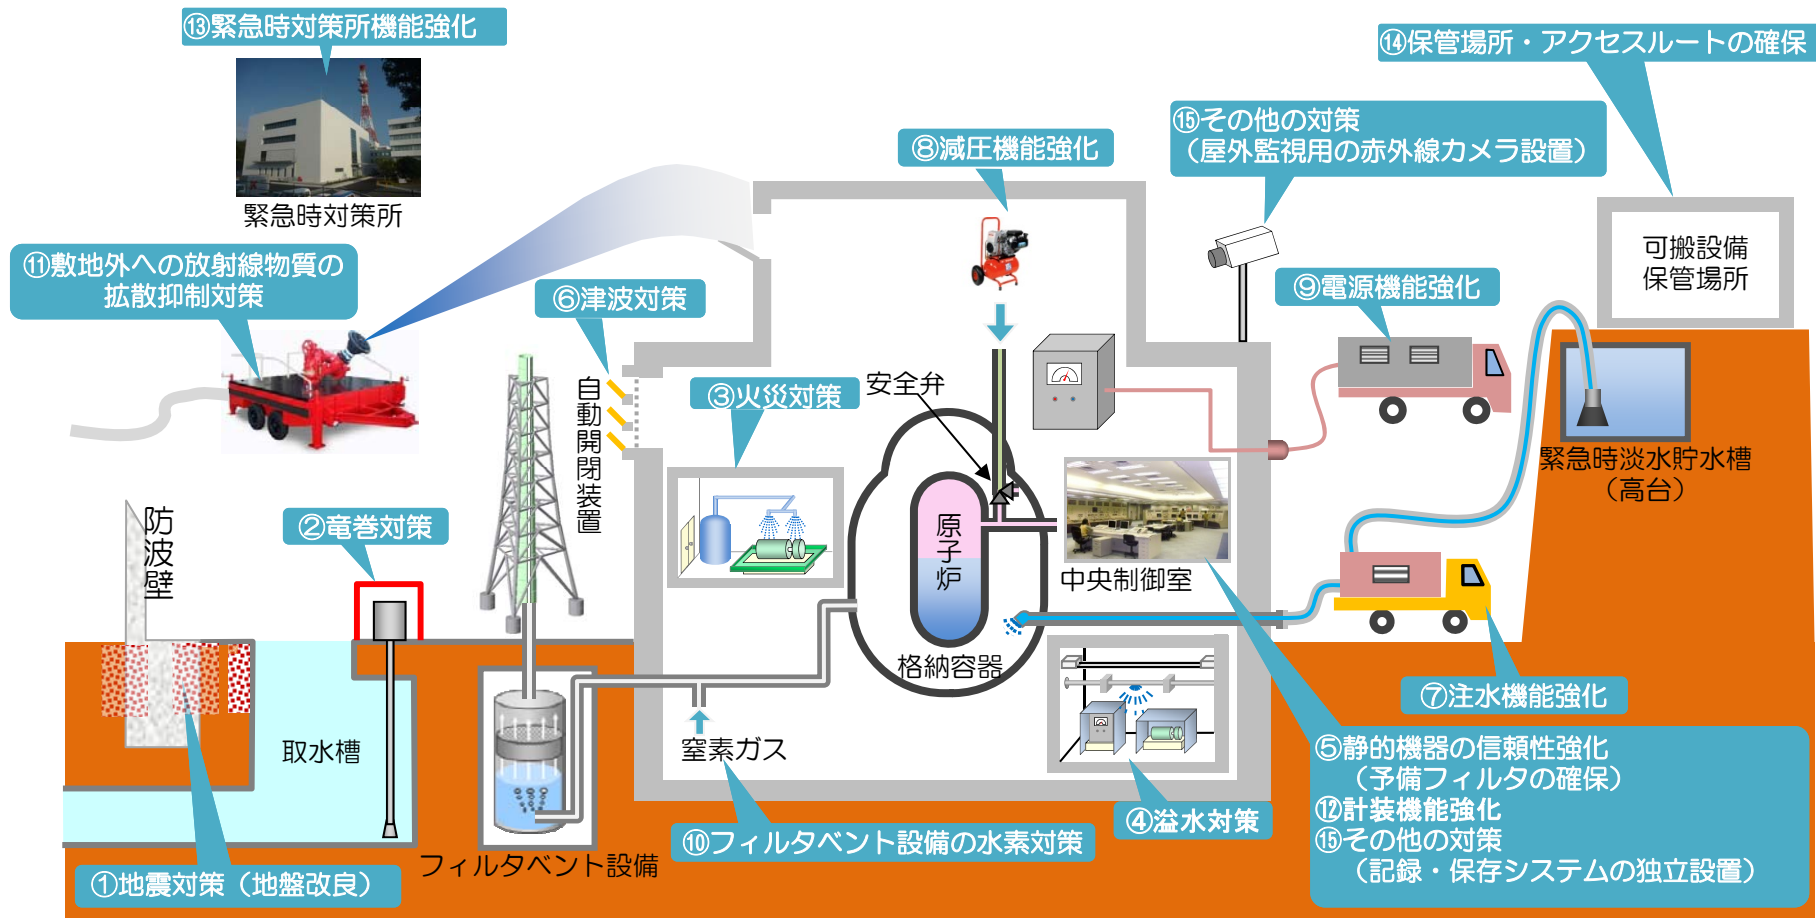 ⑬緊急時対策所機能強化
緊急時対策所
⑭保管場所・アクセスルートの確保
⑮その他の対策
（屋外監視用の赤外線カメラ設置）
⑧減圧機能強化
可搬設備
保管場所
⑪敷地外への放射線物質の
拡散抑制対策
⑥津波対策
⑨電源機能強化
自動開閉装置
③火災対策
安全弁
緊急時淡水貯水槽
（高台）
防波壁
②竜巻対策
原子炉
中央制御室
格納容器
⑦注水機能強化
取水槽
窒素ガス
⑤静的機器の信頼性強化
（予備フィルタの確保）
⑫計装機能強化
⑮その他の対策
（記録・保存システムの独立設置）
④溢水対策
⑩フィルタベント設備の水素対策
フィルタベント設備
①地震対策（地盤改良）